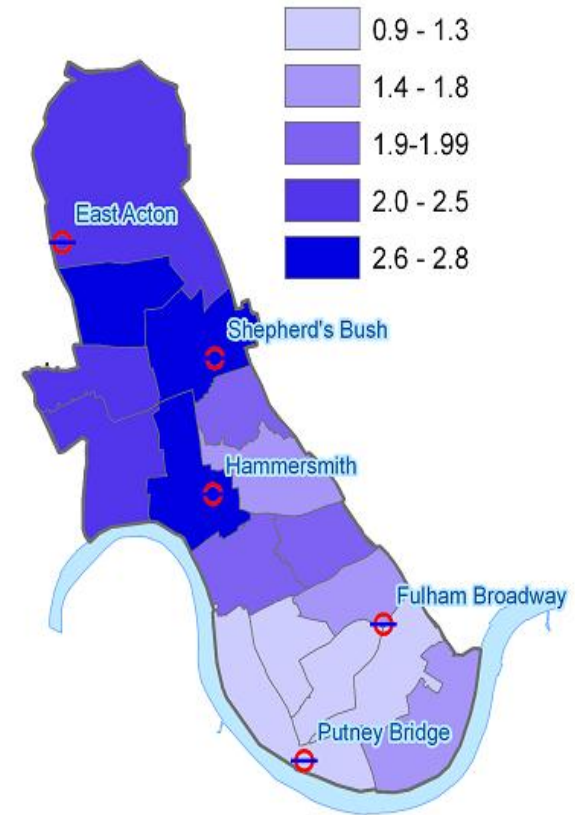 0.9 - 1.3
1.4 - 1.8
1.9-1.99
2.0 - 2.5
2.6 - 2.8
East Acton
Shepherd's Bush
Hammersmith
Fulham Broadway
Putney Bridge